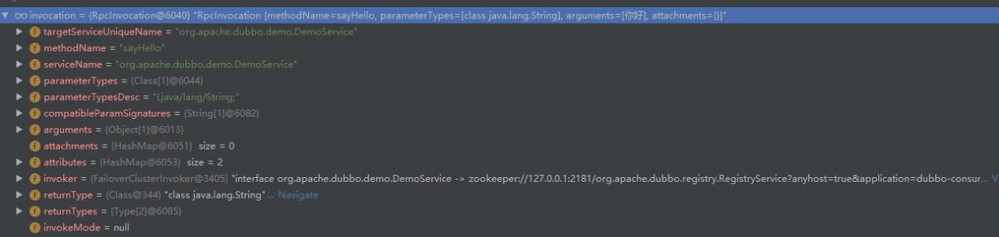 invocation = {RpcInvocation@6040} "RpcInvocation [methodName=sayHello, parameterTypes=[class java.lang.String], arguments=[你好], attachments={}]"
f targetServiceUniqueName = "org.apache.dubbo.demo.DemoService"
f methodName = "sayHello"
f serviceName = "org.apache.dubbo.demo.DemoService"
f parameterTypes = {Class[1]@6044}
f parameterTypesDesc = "Ljava/lang/String;"
f compatibleParamSignatures = {String[1]@6082}
f arguments = {Object[1]@6013}
f attachments = {HashMap@6051} size = 0
f attributes = {HashMap@6053} size = 2
f invoker = {FailoverClusterInvoker@3405} "interface org.apache.dubbo.demo.DemoService -> zookeeper://127.0.0.1:2181/org.apache.dubbo.registry.RegistryService?anyhost=true&application=dubbo-consur... V
f returnType = {Class@344} "class java.lang.String"... Navigate
f returnTypes = {Type[2]@6085}
f invokeMode = null